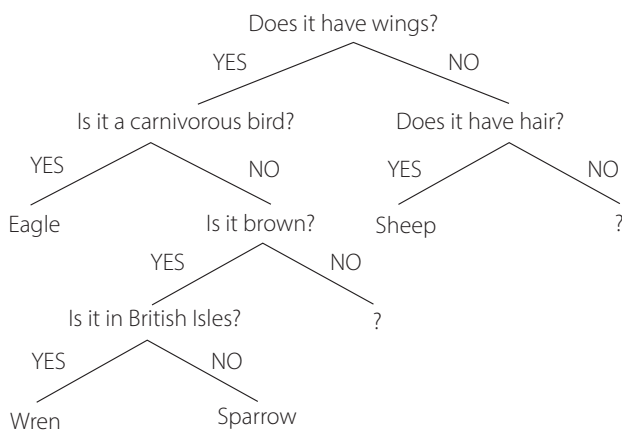 Does it have wings?
YES NO
Is it a carnivorous bird? Does it have hair?
YES NO YES NO
Eagle Is it brown? Sheep ?
YES NO
Is it in British Isles? ?
YES NO
Wren Sparrow